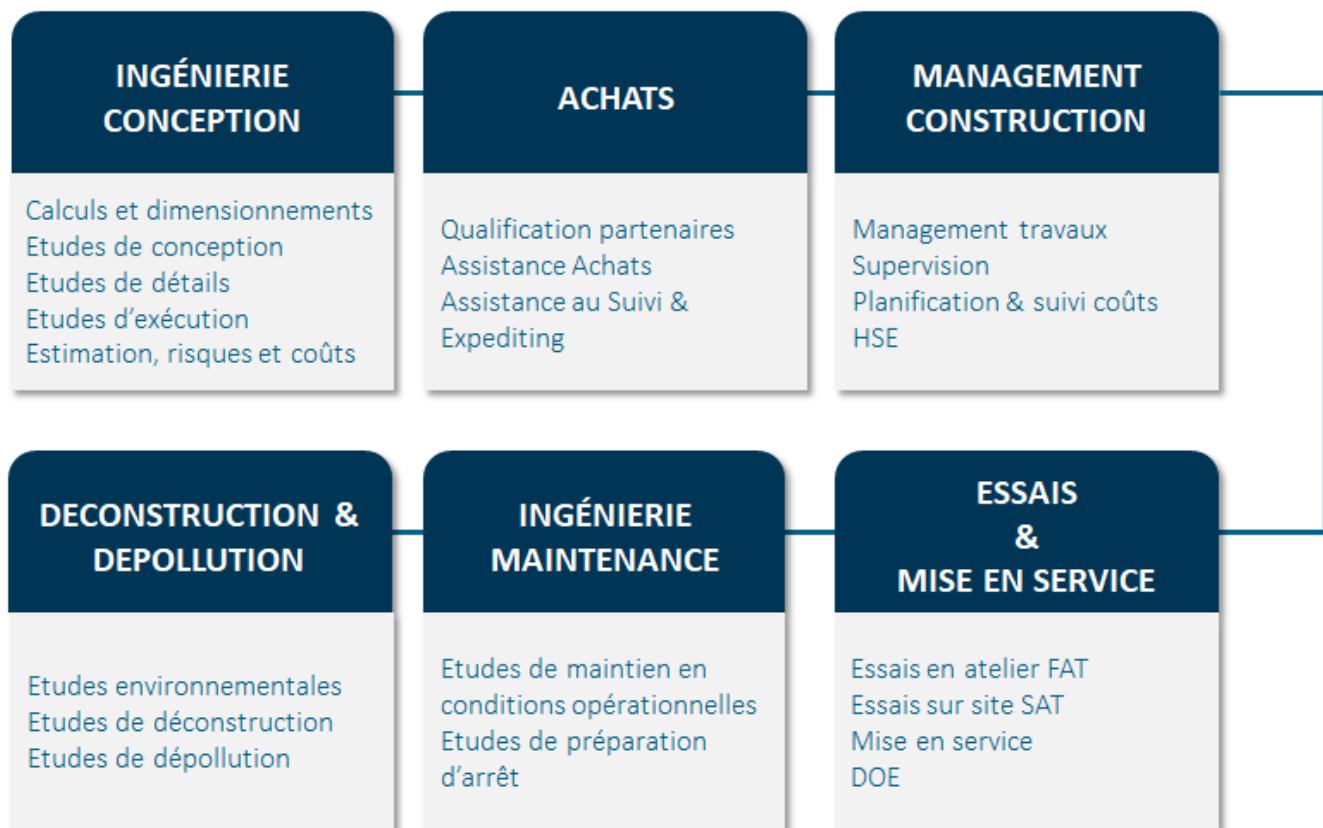 INGÉNIERIE
CONCEPTION
Calculs et dimensionnements
Etudes de conception
Etudes de détails
Etudes d’exécution
Estimation, risques et coûts
ACHATS
Qualification partenaires
Assistance Achats
Assistance au Suivi &
Expediting
MANAGEMENT
CONSTRUCTION
Management travaux
Supervision
Planification & suivi coûts
HSE
DECONSTRUCTION &
DEPOLLUTION
Etudes environnementales
Etudes de déconstruction
Etudes de dépollution
INGÉNIERIE
MAINTENANCE
Etudes de maintien en
conditions opérationnelles
Etudes de préparation
d’arrêt
ESSAIS
&
MISE EN SERVICE
Essais en atelier FAT
Essais sur site SAT
Mise en service
DOE